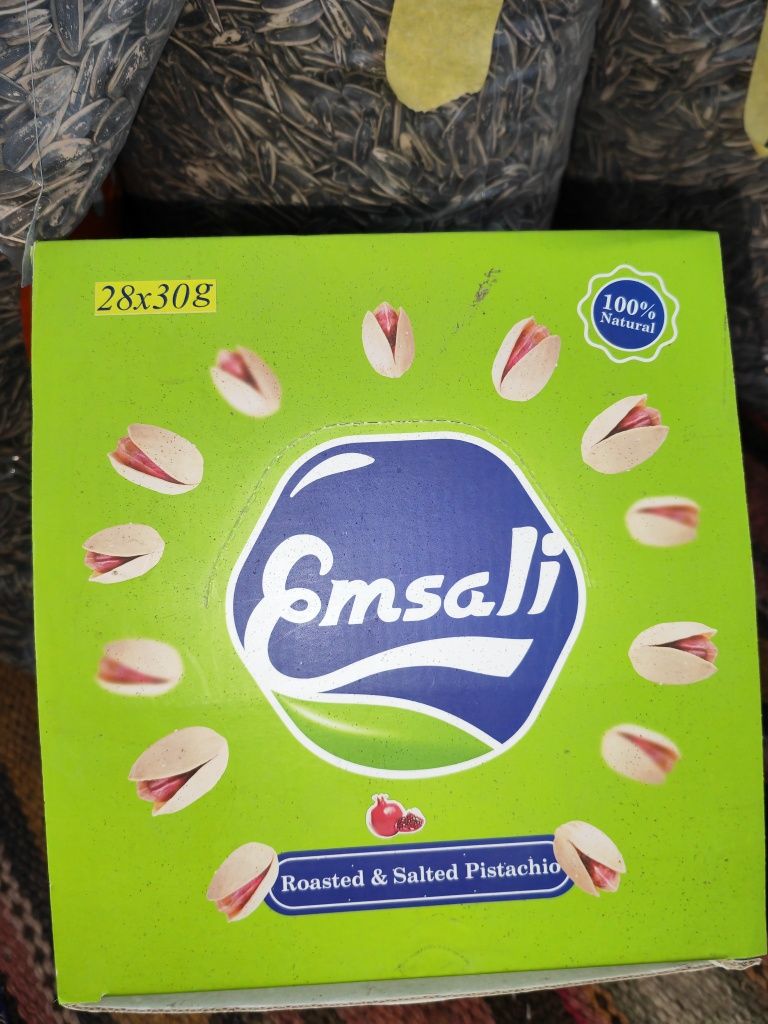 28x30g
100%
Natural
Emsali
Roasted & Salted Pistachio